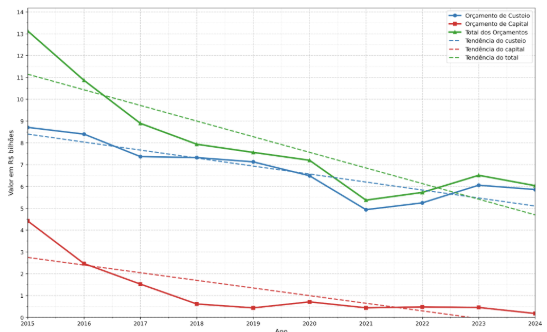 14
13
12
11
10
9
8
7
6
5
4
3
2
1
0
Valor em R$ bilhões
2015 2016 2017 2018 2019 2020 2021 2022 2023 2024
Ano
Orçamento de Custeio
Orçamento de Capital
Total dos Orçamentos
Tendência do custeio
Tendência do capital
Tendência do total